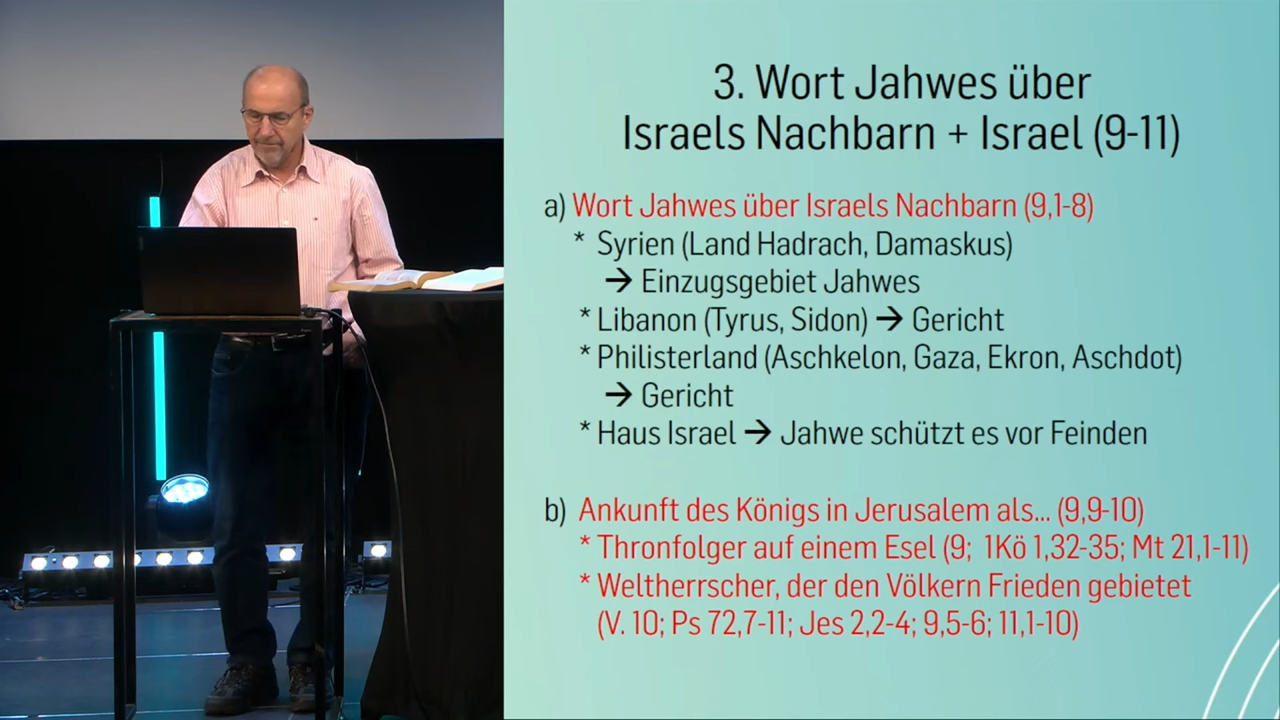 3. Wort Jahwes über
Israels Nachbarn + Israel (9-11)
a) Wort Jahwes über Israels Nachbarn (9,1-8)
* Syrien (Land Hadrach, Damaskus)
→ Einzugsgebiet Jahwes
* Libanon (Tyrus, Sidon) → Gericht
* Philisterland (Aschkelon, Gaza, Ekron, Aschdot)
→ Gericht
* Haus Israel → Jahwe schützt es vor Feinden
b) Ankunft des Königs in Jerusalem als... (9,9-10)
* Thronfolger auf einem Esel (9; 1Kö 1,32-35; Mt 21,1-11)
* Weltherrscher, der den Völkern Frieden gebietet
(V. 10; Ps 72,7-11; Jes 2,2-4; 9,5-6; 11,1-10)